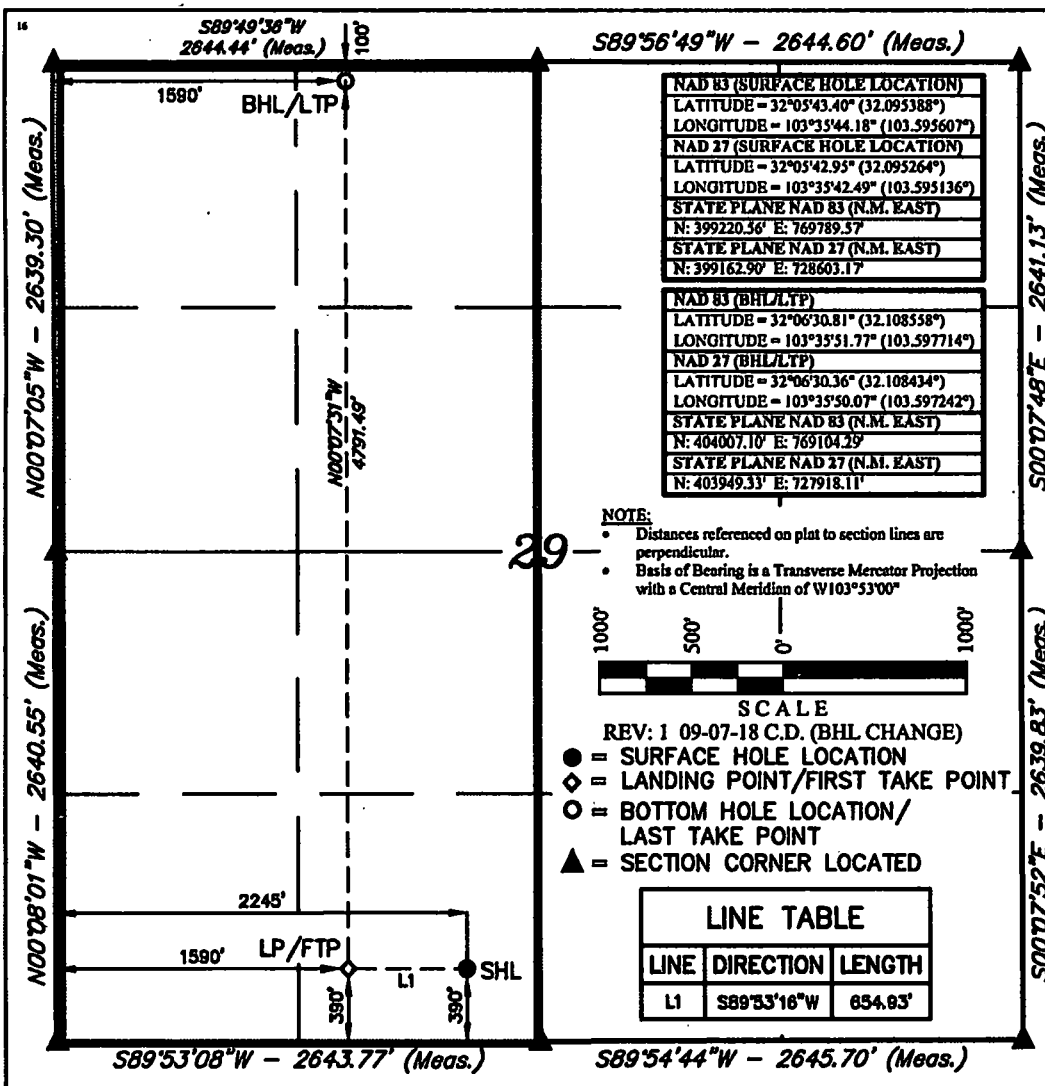 16
S89°49'36"W
2644.44' (Meas.)
100'
S89°56'49"W - 2644.60' (Meas.)
1590'
BHL/LTP
N00°07'05"W - 2639.30' (Meas.)
N00°07'31"W
4791.49'
NAD 83 (SURFACE HOLE LOCATION)
LATITUDE = 32°05'43.40" (32.095388°)
LONGITUDE = 103°35'44.18" (103.595607°)
NAD 27 (SURFACE HOLE LOCATION)
LATITUDE = 32°05'42.95" (32.095264°)
LONGITUDE = 103°35'42.49" (103.595136°)
STATE PLANE NAD 83 (N.M. EAST)
N: 399220.56' E: 769789.57'
STATE PLANE NAD 27 (N.M. EAST)
N: 399162.90' E: 728603.17'
NAD 83 (BHL/LTP)
LATITUDE = 32°06'30.81" (32.108558°)
LONGITUDE = 103°35'51.77" (103.597714°)
NAD 27 (BHL/LTP)
LATITUDE = 32°06'30.36" (32.108434°)
LONGITUDE = 103°35'50.07" (103.597242°)
STATE PLANE NAD 83 (N.M. EAST)
N: 404007.10' E: 769104.29'
STATE PLANE NAD 27 (N.M. EAST)
N: 403949.33' E: 727918.11'
S00°07'48"E - 2641.13' (Meas.)
29
NOTE:
• Distances referenced on plat to section lines are
perpendicular.
• Basis of Bearing is a Transverse Mercator Projection
with a Central Meridian of W103°53'00"
1000'
500'
0'
1000'
SCALE
REV: 1 09-07-18 C.D. (BHL CHANGE)
= SURFACE HOLE LOCATION
= LANDING POINT/FIRST TAKE POINT
= BOTTOM HOLE LOCATION/
LAST TAKE POINT
= SECTION CORNER LOCATED
N00°08'01"W - 2640.55' (Meas.)
2245'
1590'
LP/FTP
L1
SHL
390'
390'
LINE TABLE
LINE DIRECTION LENGTH
L1 S89°53'16"W 654.93'
S00°07'52"E - 2639.83' (Meas.)
S89°53'08"W - 2643.77' (Meas.)
S89°54'44"W - 2645.70' (Meas.)